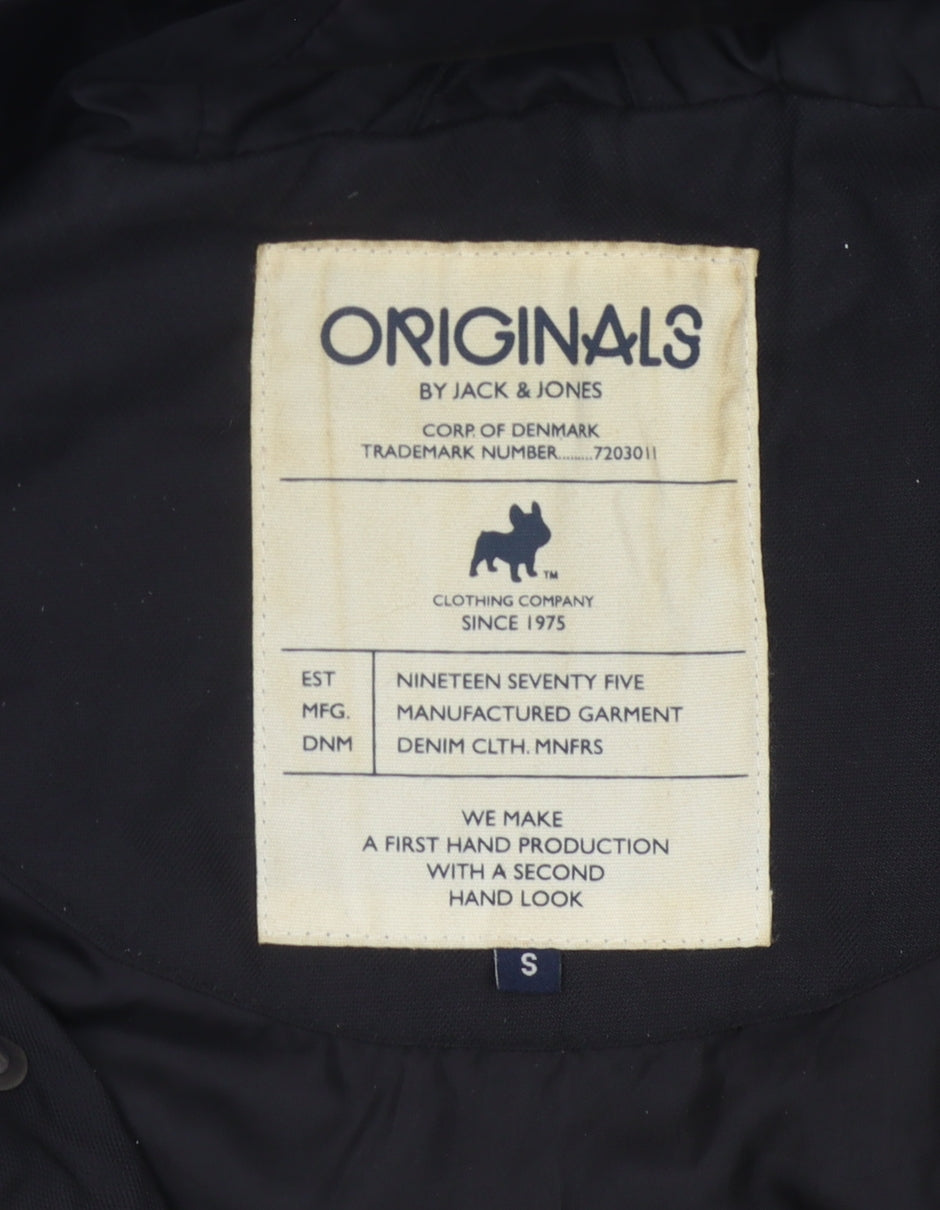 ORIGINALS
BY JACK & JONES
CORP. OF DENMARK
TRADEMARK NUMBER.........7203011
TM
CLOTHING COMPANY
SINCE 1975
EST NINETEEN SEVENTY FIVE
MFG. MANUFACTURED GARMENT
DNM DENIM CLTH. MNFRS
WE MAKE
A FIRST HAND PRODUCTION
WITH A SECOND
HAND LOOK
S